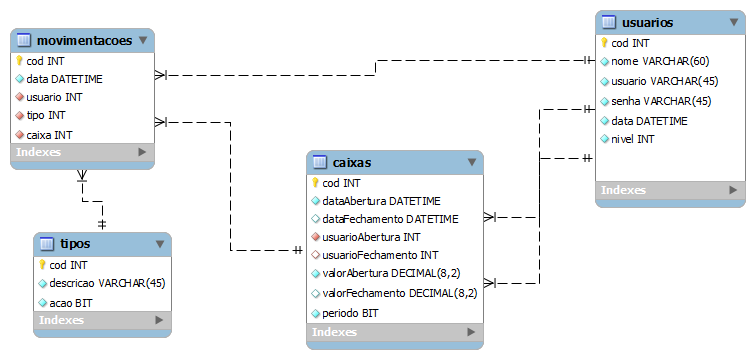 movimentacoes
cod INT
data DATETIME
usuario INT
tipo INT
caixa INT
Indexes
usuarios
cod INT
nome VARCHAR(60)
usuario VARCHAR(45)
senha VARCHAR(45)
data DATETIME
nivel INT
Indexes
caixas
cod INT
dataAbertura DATETIME
dataFechamento DATETIME
usuarioAbertura INT
usuarioFechamento INT
valorAbertura DECIMAL(8,2)
valorFechamento DECIMAL(8,2)
periodo BIT
Indexes
tipos
cod INT
descricao VARCHAR(45)
acao BIT
Indexes